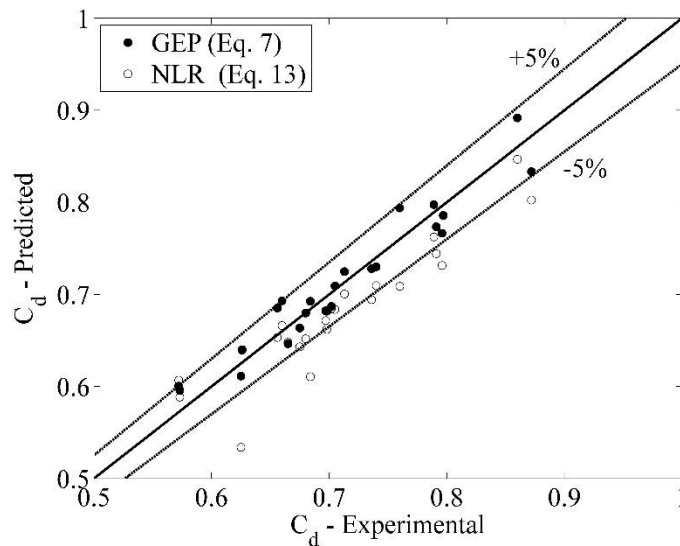 1
GEP (Eq. 7)
NLR (Eq. 13)
+5%
0.9
-5%
0.8
C_d - Predicted
0.7
0.6
0.5
0.5 0.6 0.7 0.8 0.9 1
C_d - Experimental